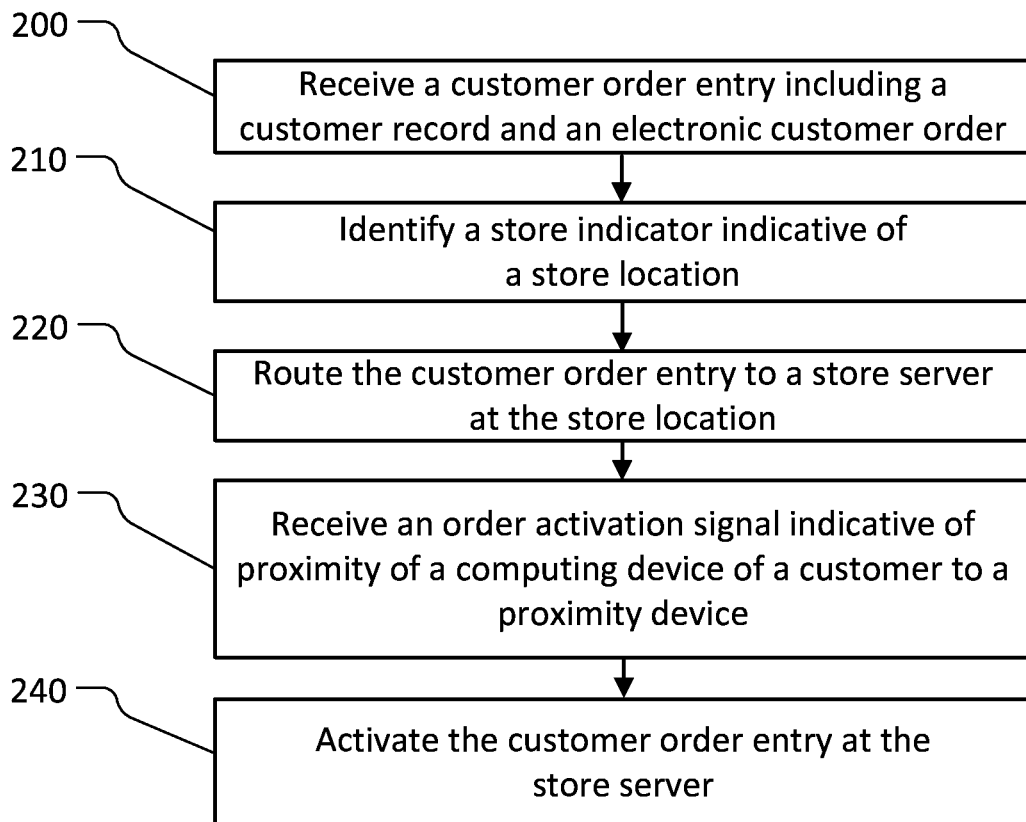 200
Receive a customer order entry including a
customer record and an electronic customer order
210
Identify a store indicator indicative of
a store location
220
Route the customer order entry to a store server
at the store location
230
Receive an order activation signal indicative of
proximity of a computing device of a customer to a
proximity device
240
Activate the customer order entry at the
store server